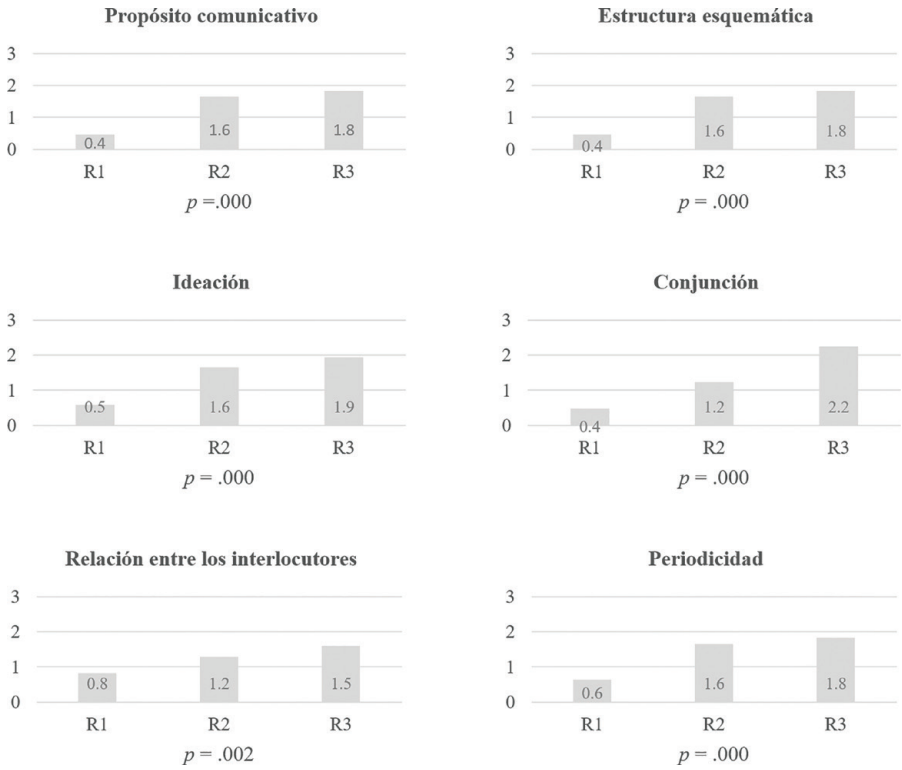 Propósito comunicativo
3
2
1
0
0.4
1.6
1.8
R1
R2
R3
p =.000
Estructura esquemática
3
2
1
0
0.4
1.6
1.8
R1
R2
R3
p = .000
Ideación
3
2
1
0
0.5
1.6
1.9
R1
R2
R3
p = .000
Conjunción
3
2
1
0
0.4
1.2
2.2
R1
R2
R3
p = .000
Relación entre los interlocutores
3
2
1
0
0.8
1.2
1.5
R1
R2
R3
p = .002
Periodicidad
3
2
1
0
0.6
1.6
1.8
R1
R2
R3
p = .000